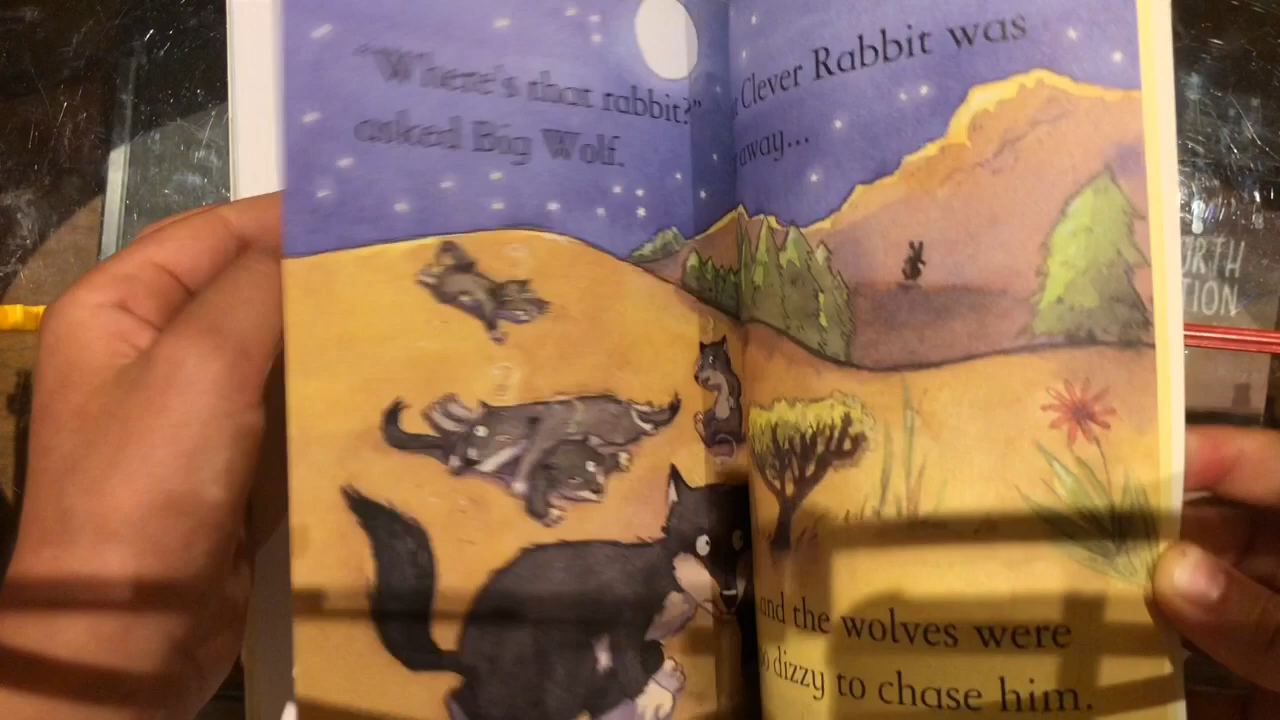 "Where's that rabbit?"
asked Big Wolf.
Clever Rabbit was
away...
and the wolves were
dizzy to chase him.